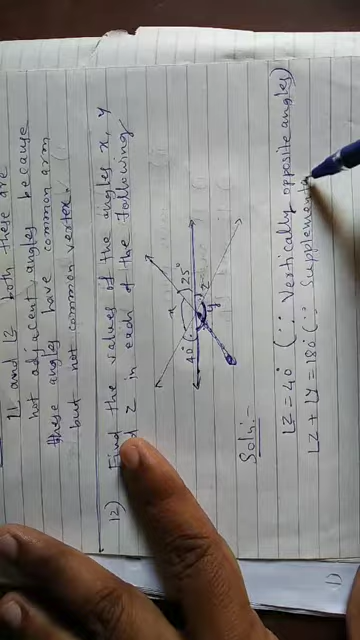 ∠1 and ∠2 both these are
not adjacent angles because
these angles have common arm
but not common vertex.
12) Find the values of the angles x, y
and z in each of the following
x
25°
40°
z
y
Soln:-
∠z = 40° (∵ Vertically opposite angles)
∠z + ∠y = 180° (∵ Supplementa